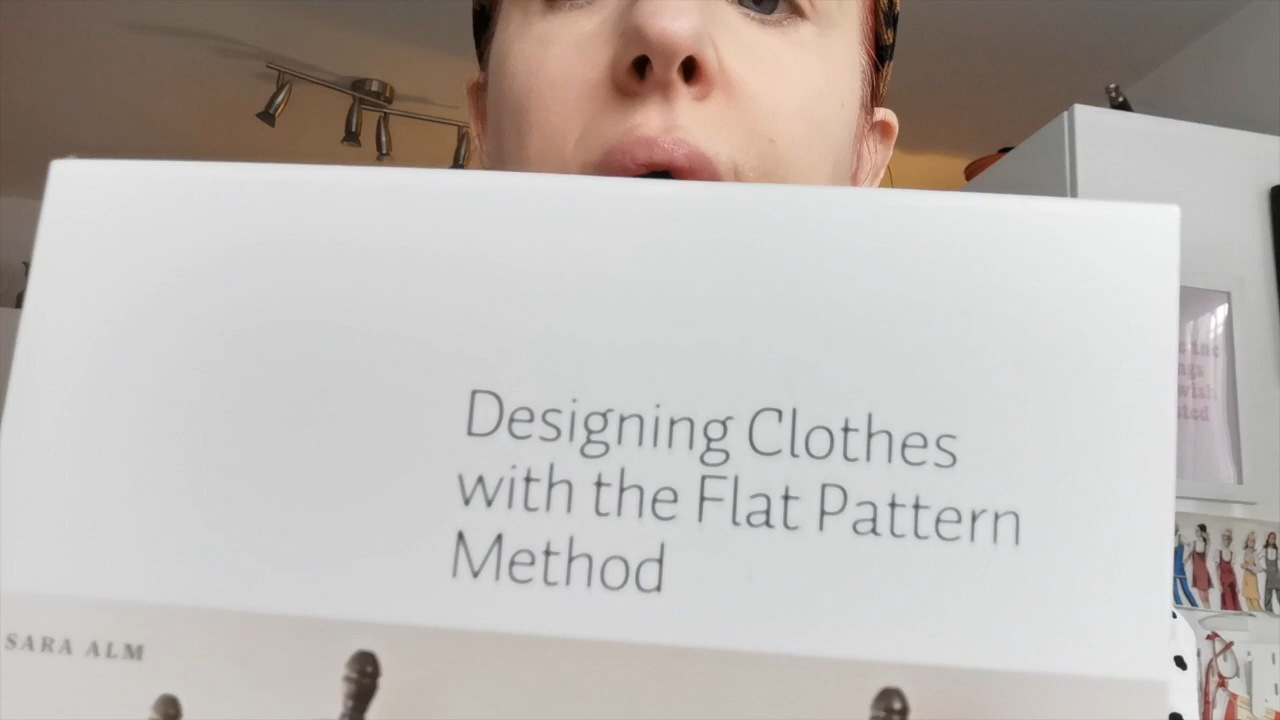 Designing Clothes
with the Flat Pattern
Method
SARA ALM